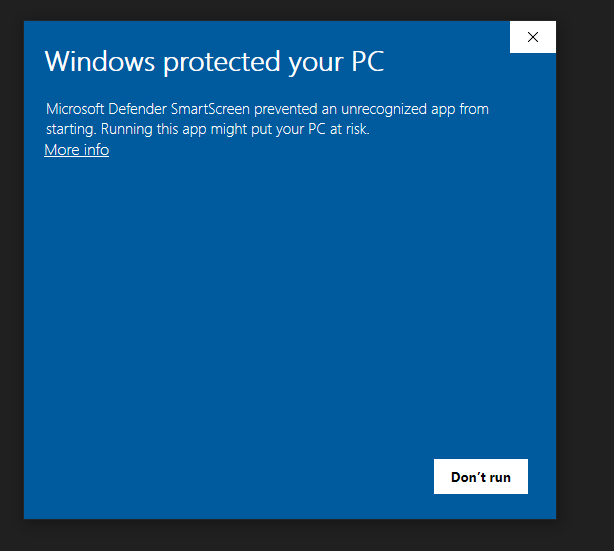 Windows protected your PC
Microsoft Defender SmartScreen prevented an unrecognized app from
starting. Running this app might put your PC at risk.
More info
Don’t run